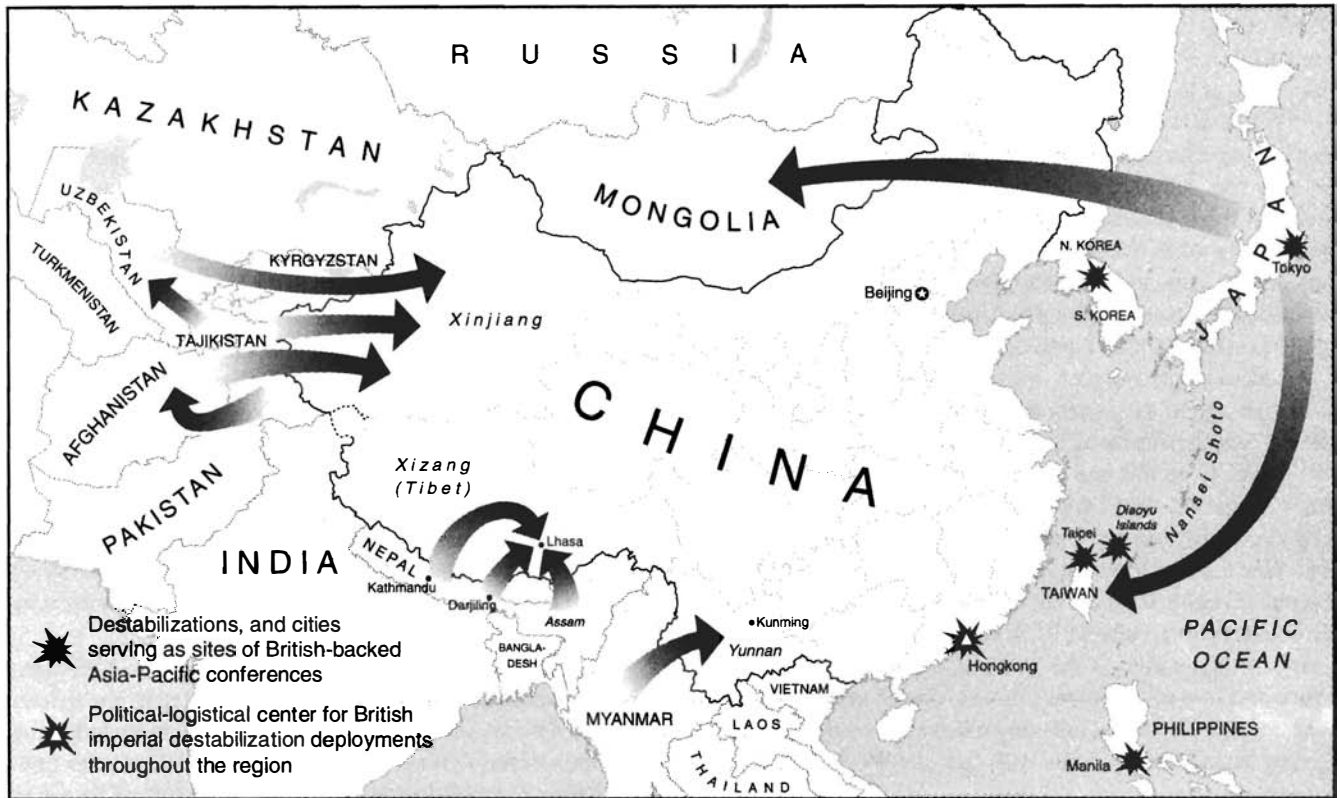 RUSSIA
KAZAKHSTAN
MONGOLIA
JAPAN
UZBEKISTAN
KYRGYZSTAN
TURKMENISTAN
N. KOREA
Tokyo
Beijing
Xinjiang
S. KOREA
TAJIKISTAN
AFGHANISTAN
CHINA
Xizang
(Tibet)
Nansei Shoto
PAKISTAN
Diaoyu
Islands
Taipei
Lhasa
INDIA
NEPAL
Kathmandu
TAIWAN
Darjiling
Assam
Kunming
Yunnan
PACIFIC
OCEAN
BANGLA-
DESH
Hongkong
VIETNAM
MYANMAR
LAOS
PHILIPPINES
THAILAND
Manila
Destabilizations, and cities
serving as sites of British-backed
Asia-Pacific conferences
Political-logistical center for British
imperial destabilization deployments
throughout the region